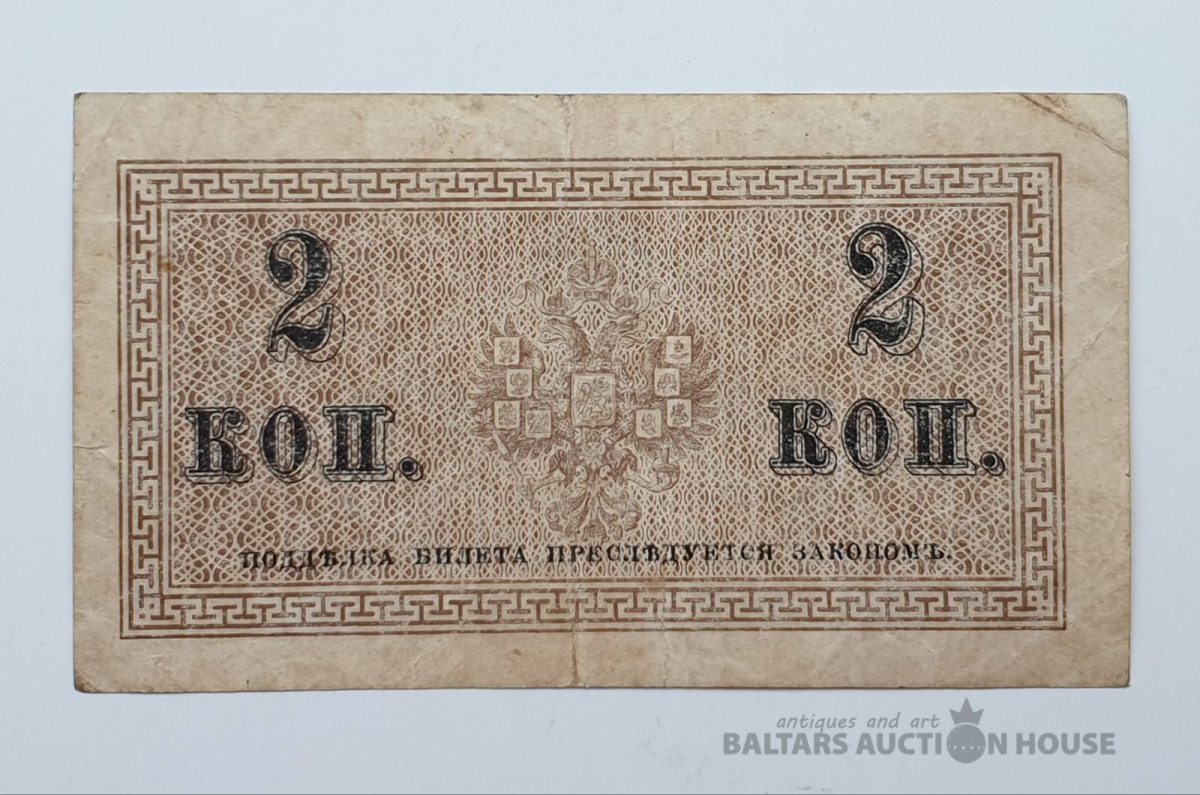 2 2
КОП. КОП.
ПОДДѢЛКА БИЛЕТА ПРЕСЛѢДУЕТСЯ ЗАКОНОМЪ.
antiques and art
BALTARS AUCTION HOUSE